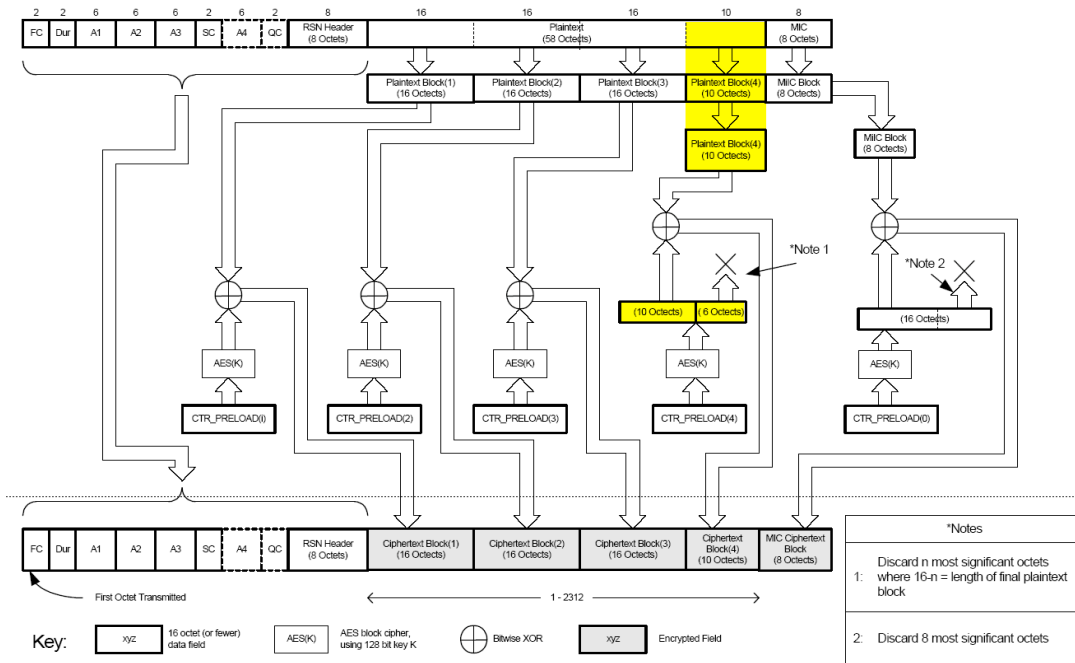 2 2 6 6 6 2 6 2 8 16 16 16 10 8
FC Dur A1 A2 A3 SC A4 QC RSN Header Plaintext MIC
(8 Octets) (58 Octets) (8 Octets)
Plaintext Block(1) Plaintext Block(2) Plaintext Block(3) Plaintext Block(4) MIC Block
(16 Octects) (16 Octects) (16 Octects) (10 Octects) (8 Octects)
Plaintext Block(4) MIC Block
(10 Octects) (8 Octects)
*Note 1
*Note 2
(10 Octects) ( 6 Octects) (16 Octects)
AES(K) AES(K) AES(K) AES(K) AES(K)
CTR_PRELOAD(i) CTR_PRELOAD(2) CTR_PRELOAD(3) CTR_PRELOAD(4) CTR_PRELOAD(0)
FC Dur A1 A2 A3 SC A4 QC RSN Header Ciphertext Block(1) Ciphertext Block(2) Ciphertext Block(3) Ciphertext MIC Ciphertext
(8 Octets) (16 Octects) (16 Octects) (16 Octects) Block(4) Block
(10 Octects) (8 Octects)
First Octet Transmitted
1 - 2312
Key:
xyz
16 octet (or fewer)
data field
AES(K)
AES block cipher,
using 128 bit key K
Bitwise XOR
xyz
Encrypted Field
*Notes
1:
Discard n most significant octets
where 16-n = length of final plaintext
block
2: Discard 8 most significant octets